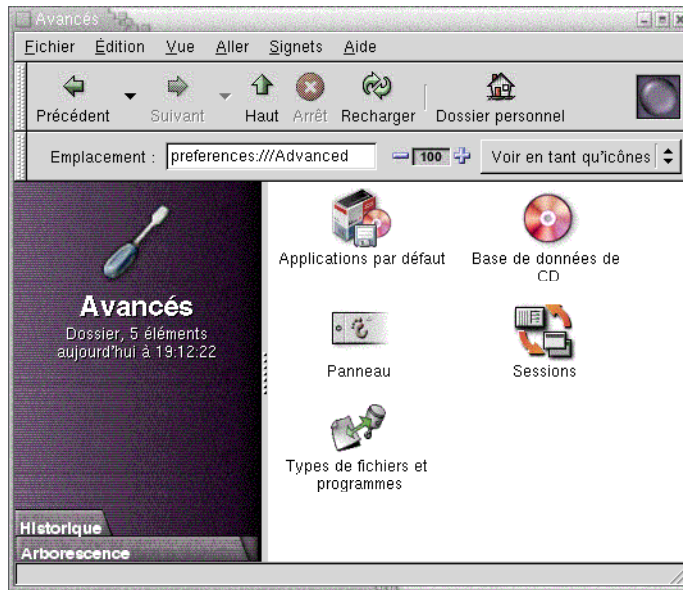 Avancés
Fichier Édition Vue Aller Signets Aide
Précédent Suivant Haut Arrêt Recharger Dossier personnel
Emplacement : preferences:///Advanced 100 Voir en tant qu'icônes
Avancés
Dossier, 5 éléments
aujourd'hui à 19:12:22
Applications par défaut
Base de données de
CD
Panneau
Sessions
Types de fichiers et
programmes
Historique
Arborescence